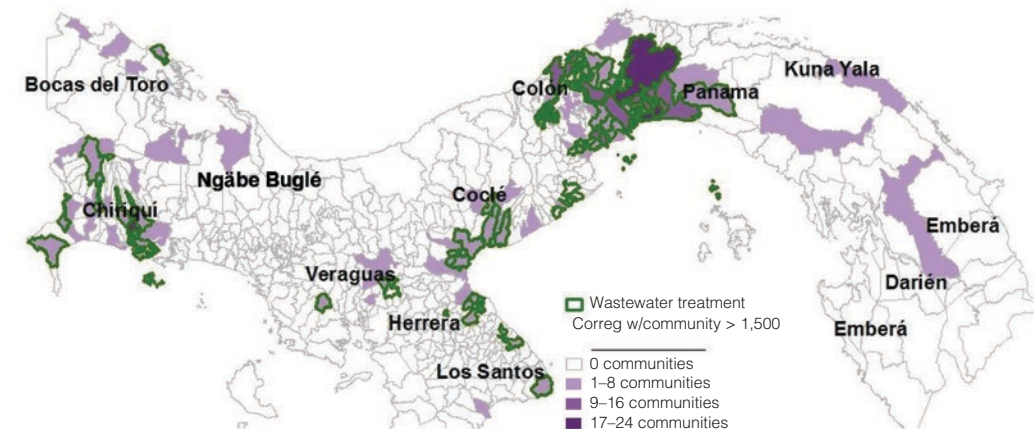 Bocas del Toro
Ngäbe Buglé
Chiriquí
Veraguas
Herrera
Los Santos
Coclé
Colón
Panama
Kuna Yala
Emberá
Darién
Emberá
Wastewater treatment
Correg w/community > 1,500
0 communities
1–8 communities
9–16 communities
17–24 communities